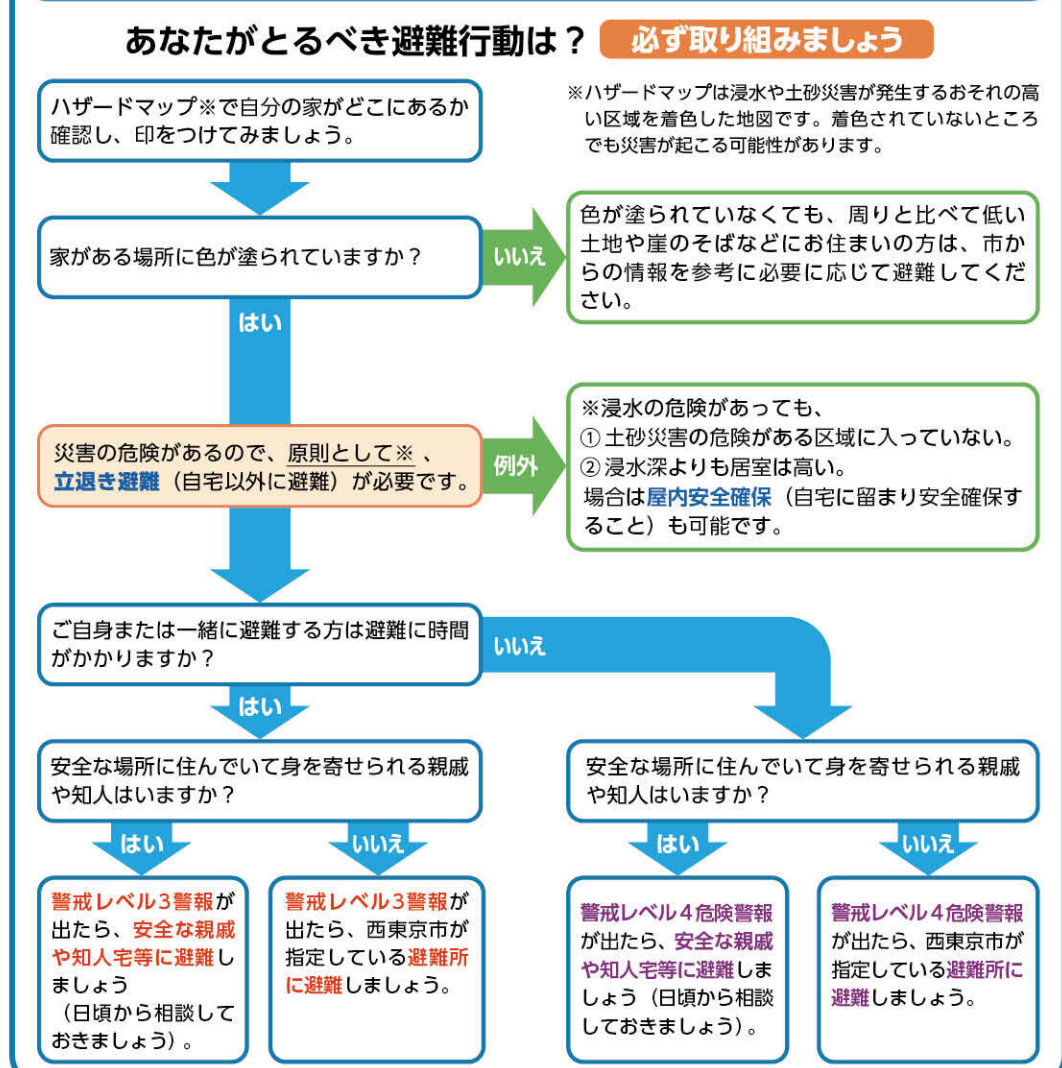 あなたがとるべき避難行動は？ 必ず取り組みましょう
ハザードマップ※で自分の家がどこにあるか
確認し、印をつけてみましょう。
※ハザードマップは浸水や土砂災害が発生するおそれの高
い区域を着色した地図です。着色されていないところ
でも災害が起こる可能性があります。
家がある場所に色が塗られていますか？
いいえ
色が塗られていなくても、周りと比べて低い
土地や崖のそばなどにお住まいの方は、市か
らの情報を参考に必要に応じて避難してくだ
さい。
はい
災害の危険があるので、原則として※、
立退き避難（自宅以外に避難）が必要です。
例外
※浸水の危険があっても、
① 土砂災害の危険がある区域に入っていない。
② 浸水深よりも居室は高い。
場合は屋内安全確保（自宅に留まり安全確保す
ること）も可能です。
ご自身または一緒に避難する方は避難に時間
がかかりますか？
いいえ
はい
安全な場所に住んでいて身を寄せられる親戚
や知人はいますか？
はい
いいえ
警戒レベル3警報が
出たら、安全な親戚
や知人宅等に避難し
ましょう
（日頃から相談して
おきましょう）。
警戒レベル3警報が
出たら、西東京市が
指定している避難所
に避難しましょう。
安全な場所に住んでいて身を寄せられる親戚
や知人はいますか？
はい
いいえ
警戒レベル4危険警報
が出たら、安全な親戚
や知人宅等に避難しま
しょう（日頃から相談
しておきましょう）。
警戒レベル4危険警報
が出たら、西東京市が
指定している避難所に
避難しましょう。